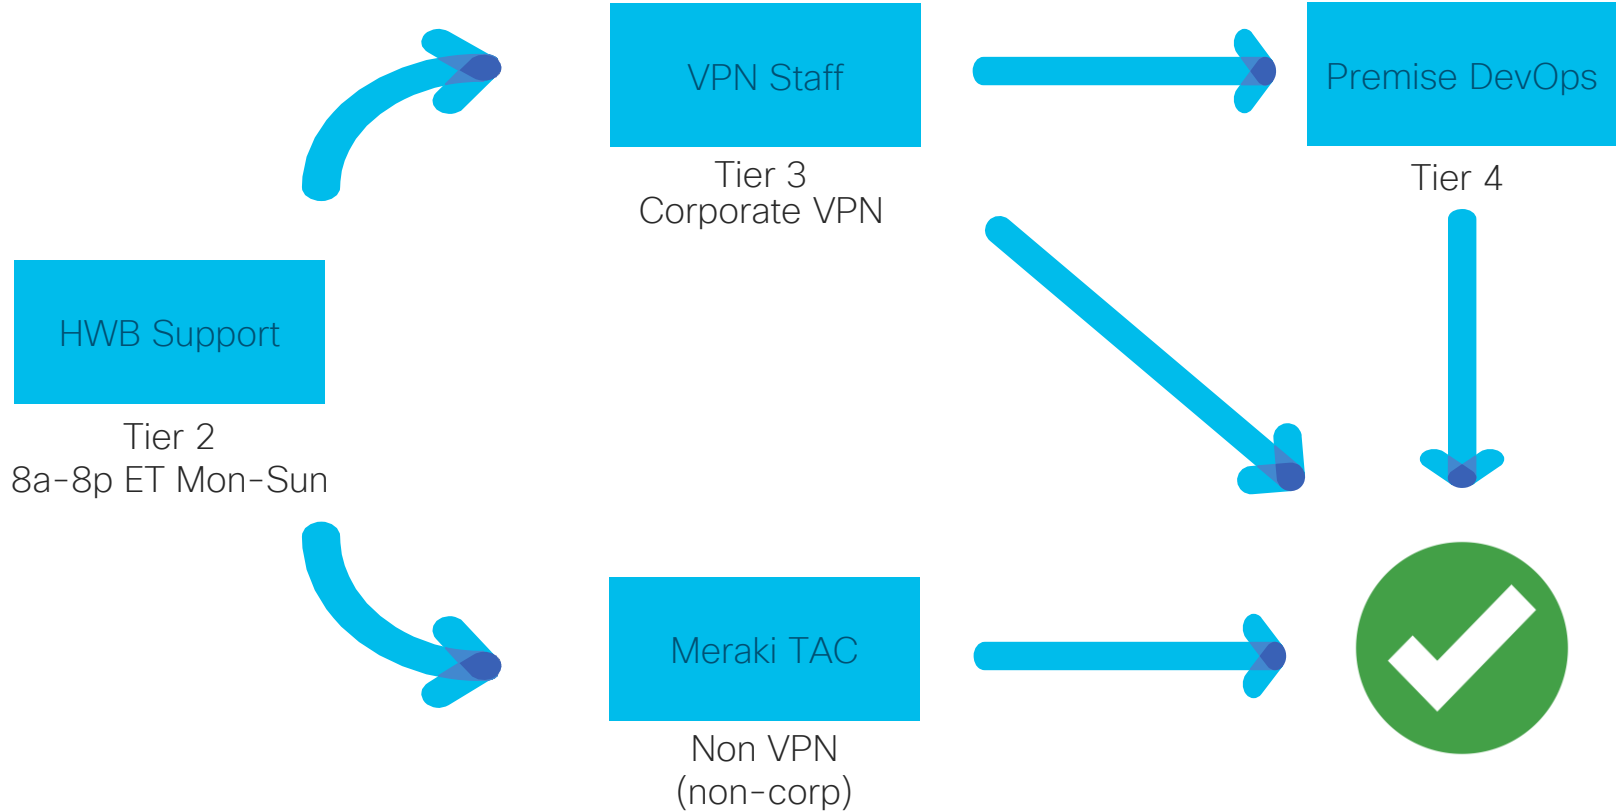 VPN Staff
Tier 3
Corporate VPN
Premise DevOps
Tier 4
HWB Support
Tier 2
8a-8p ET Mon-Sun
Meraki TAC
Non VPN
(non-corp)